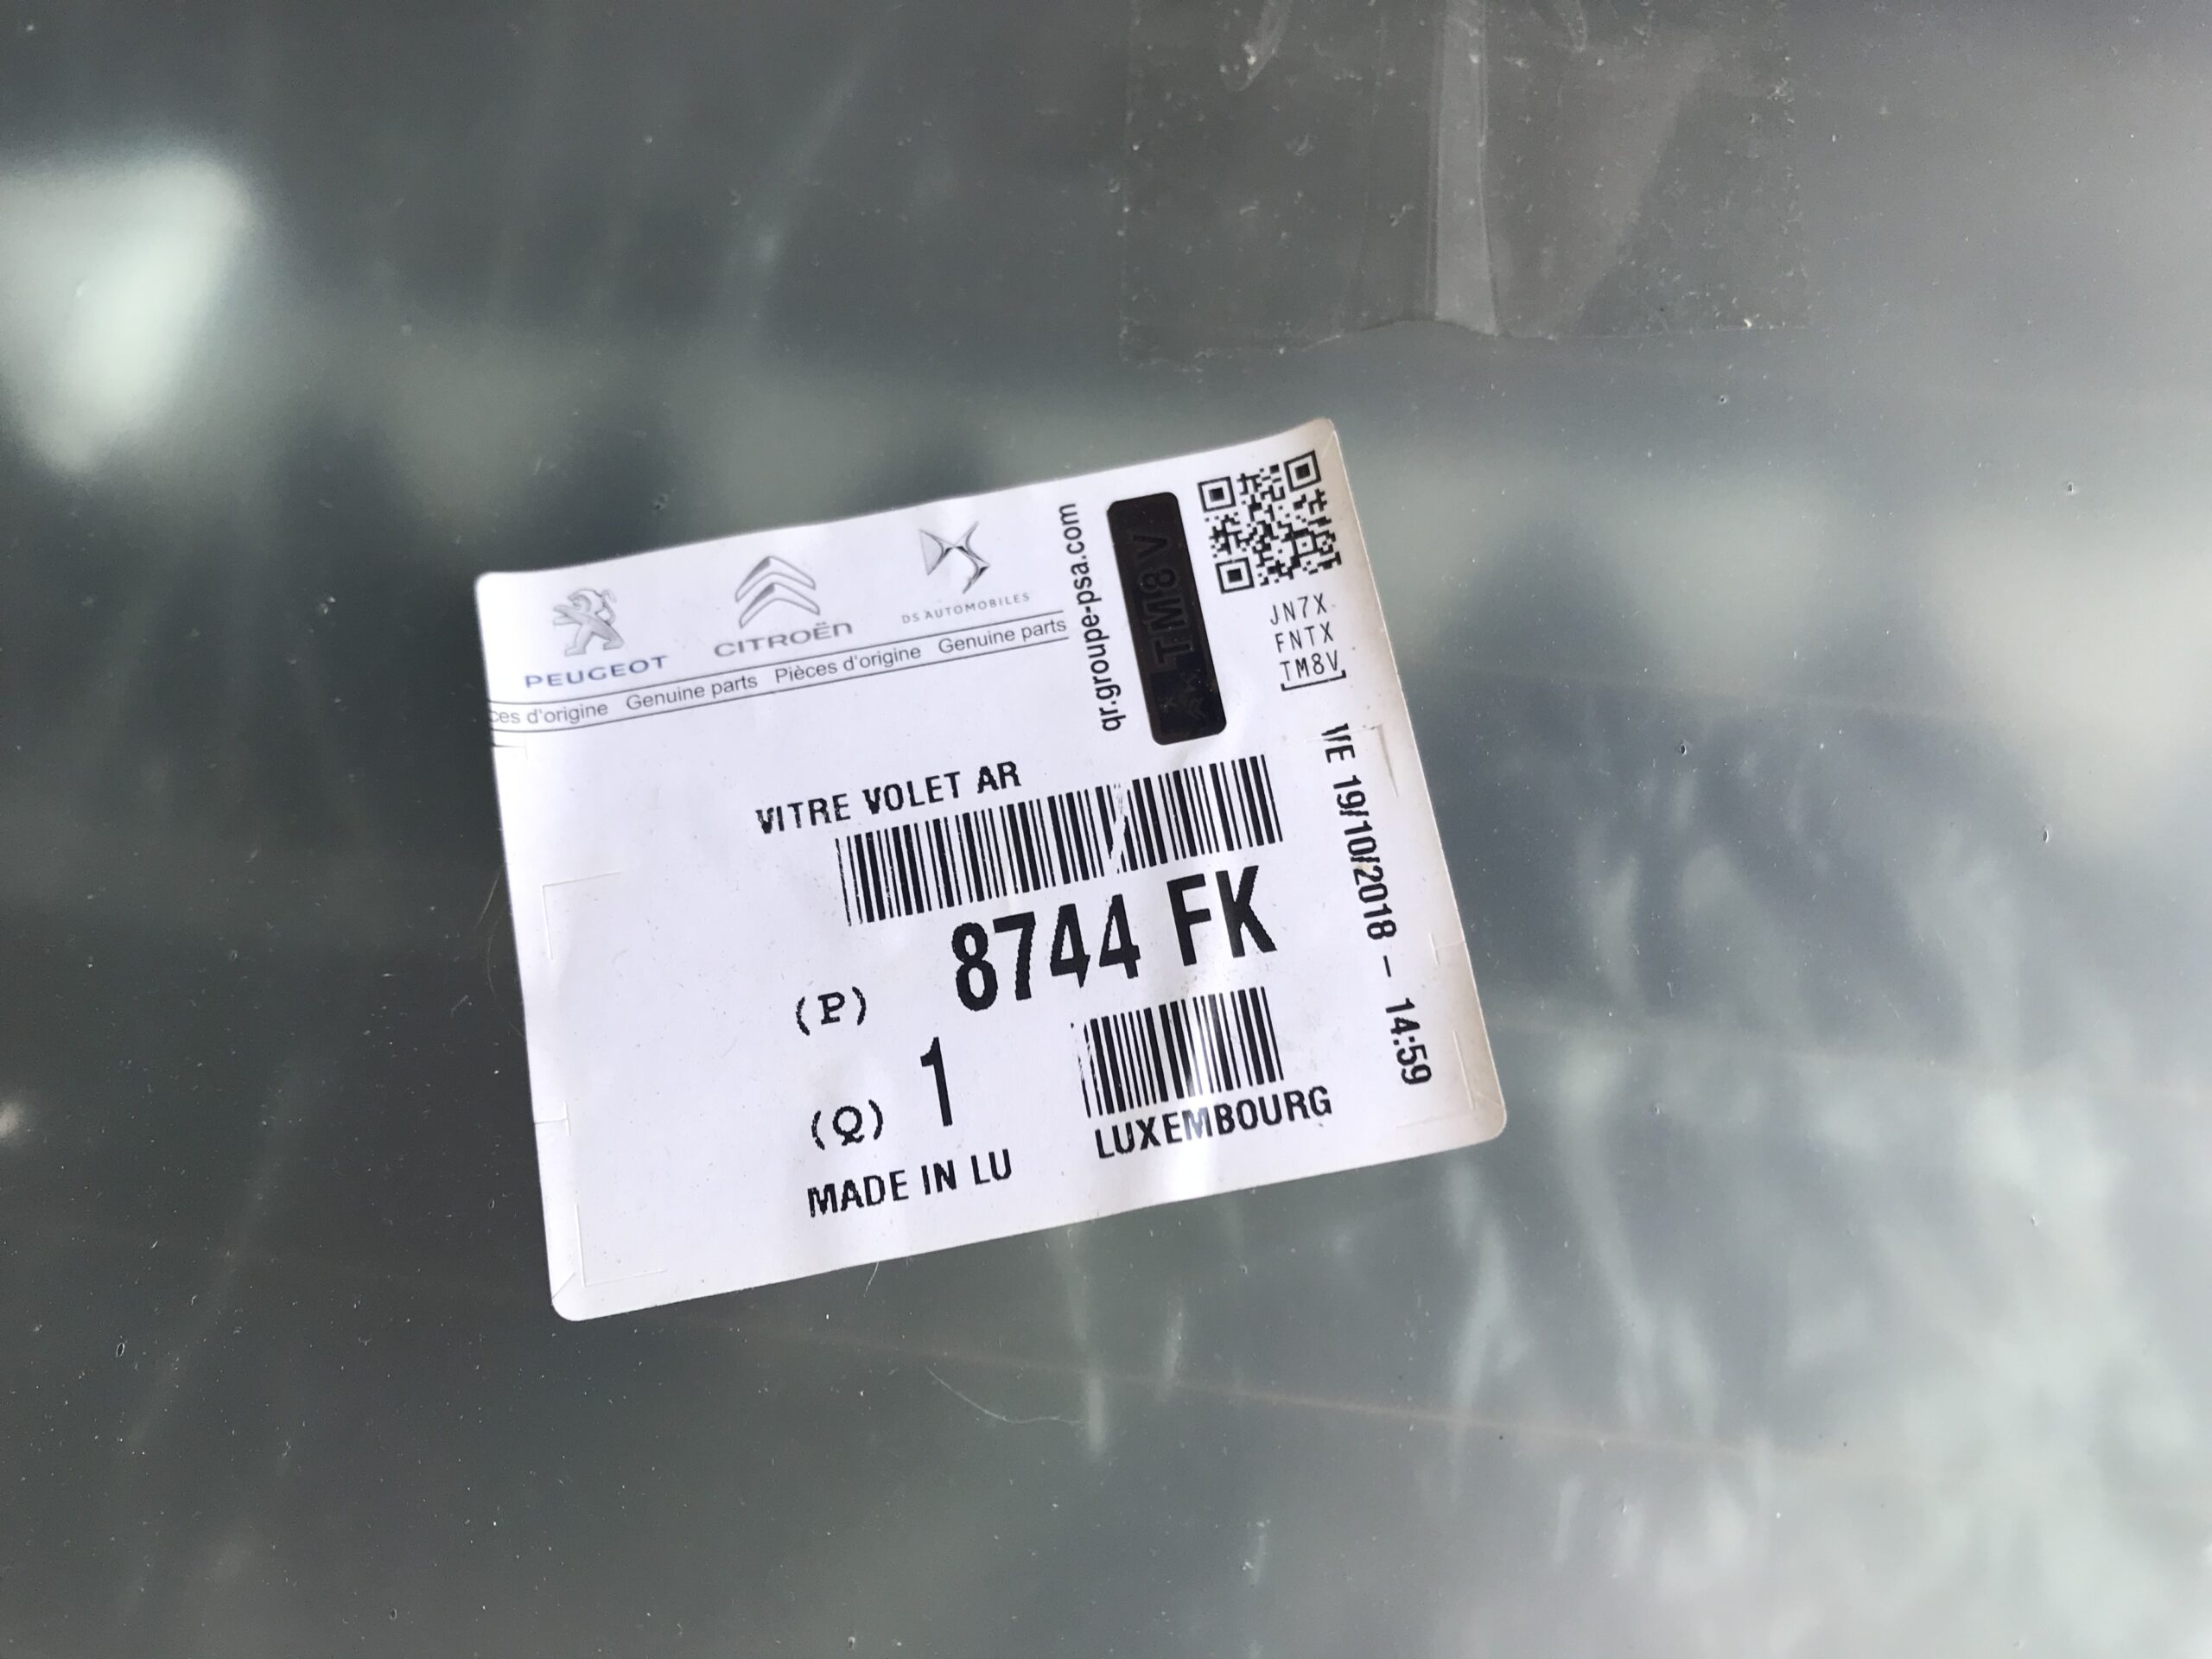 PEUGEOT
CITROËN
DS AUTOMOBILES
ces d'origine Genuine parts Pièces d'origine Genuine parts
qr.groupe-psa.com
TM8V
JN7X
FNTX
TM8V
VE 19/10/2018 - 14:59
VITRE VOLET AR
(P) 8744 FK
(Q) 1
LUXEMBOURG
MADE IN LU